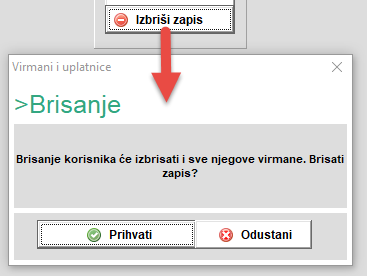 Izbriši zapis
Virmani i uplatnice
>Brisanje
Brisanje korisnika će izbrisati i sve njegove virmane. Brisati
zapis?
Prihvati
Odustani